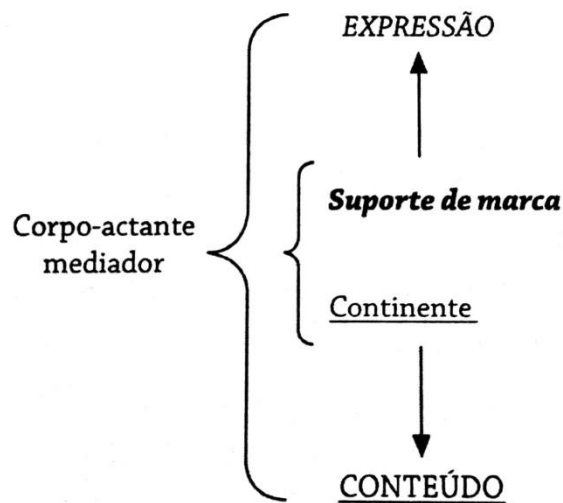 EXPRESSÃO
Suporte de marca
Corpo-actante
mediador
Continente
CONTEÚDO